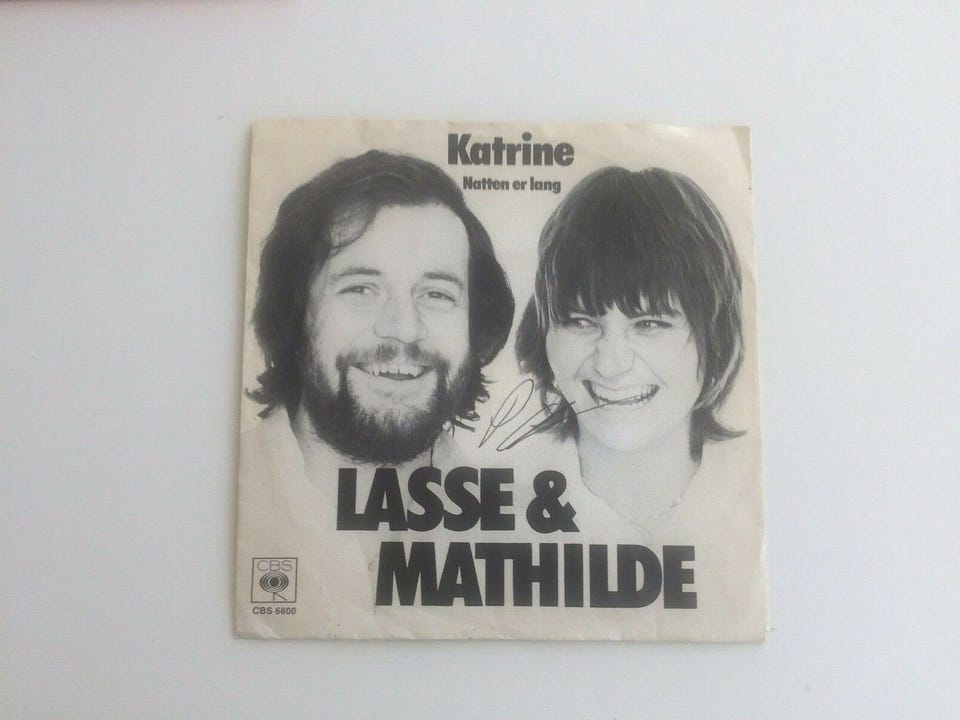 Katrine
Natten er lang
LASSE &
MATHILDE
CBS
CBS 6800